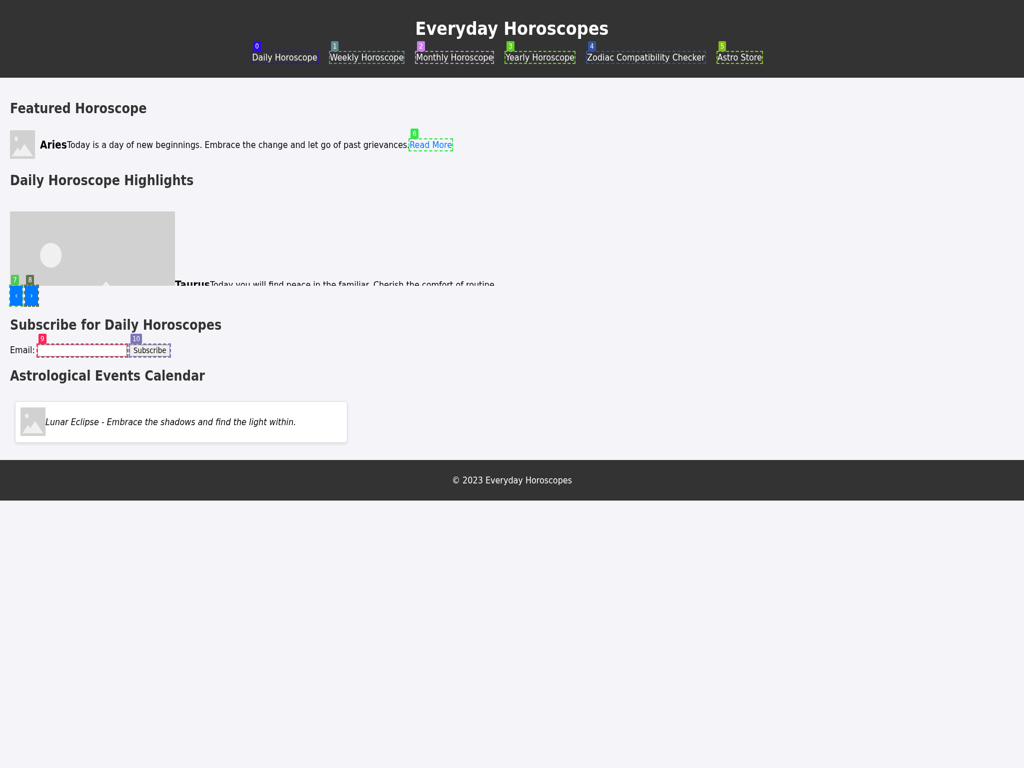 Everyday Horoscopes
0 1 2 3 4 5
Daily Horoscope Weekly Horoscope Monthly Horoscope Yearly Horoscope Zodiac Compatibility Checker Astro Store
Featured Horoscope
6
Aries Today is a day of new beginnings. Embrace the change and let go of past grievances. Read More
Daily Horoscope Highlights
Taurus Today you will find peace in the familiar. Cherish the comfort of routine.
7 8
‹ ›
Subscribe for Daily Horoscopes
9 10
Email: Subscribe
Astrological Events Calendar
Lunar Eclipse - Embrace the shadows and find the light within.
© 2023 Everyday Horoscopes